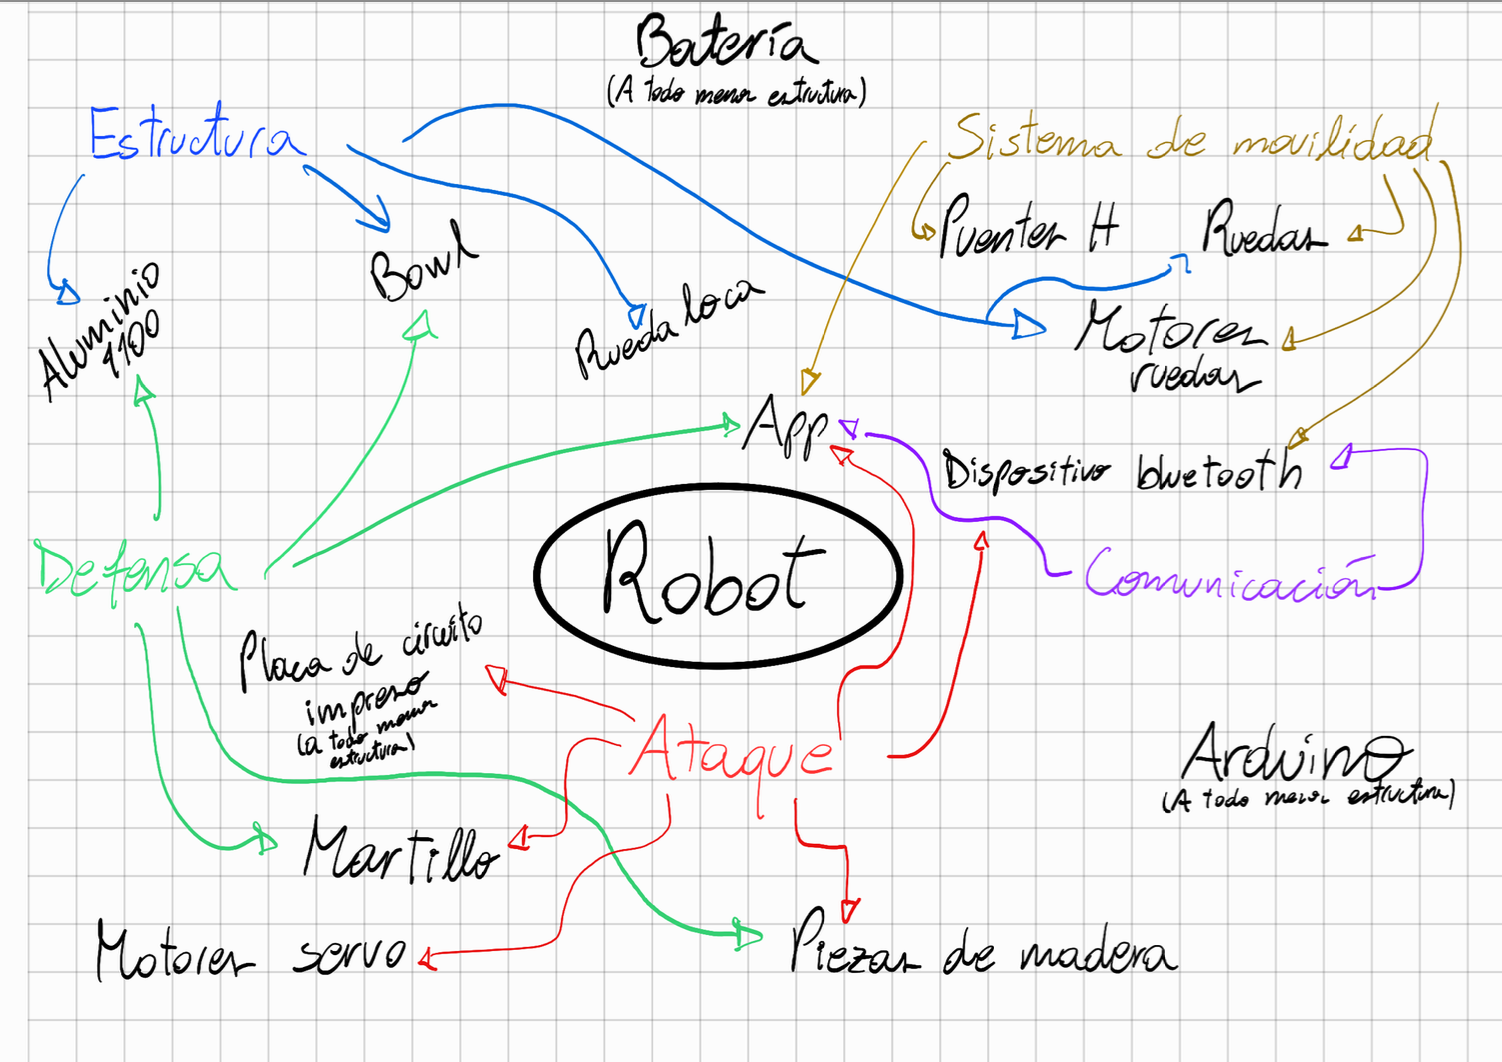 Batería
(A todo menos estructura)
Estructura
Sistema de movilidad
Puentes H
Ruedas
Bowl
Aluminio
1100
Rueda loca
Motores
ruedas
App
Dispositivo bluetooth
Defensa
Robot
Comunicación
Placa de circuito
impreso
(a todo menos
estructura)
Ataque
Arduino
(A todo menos estructura)
Martillo
Motores servo
Piezas de madera